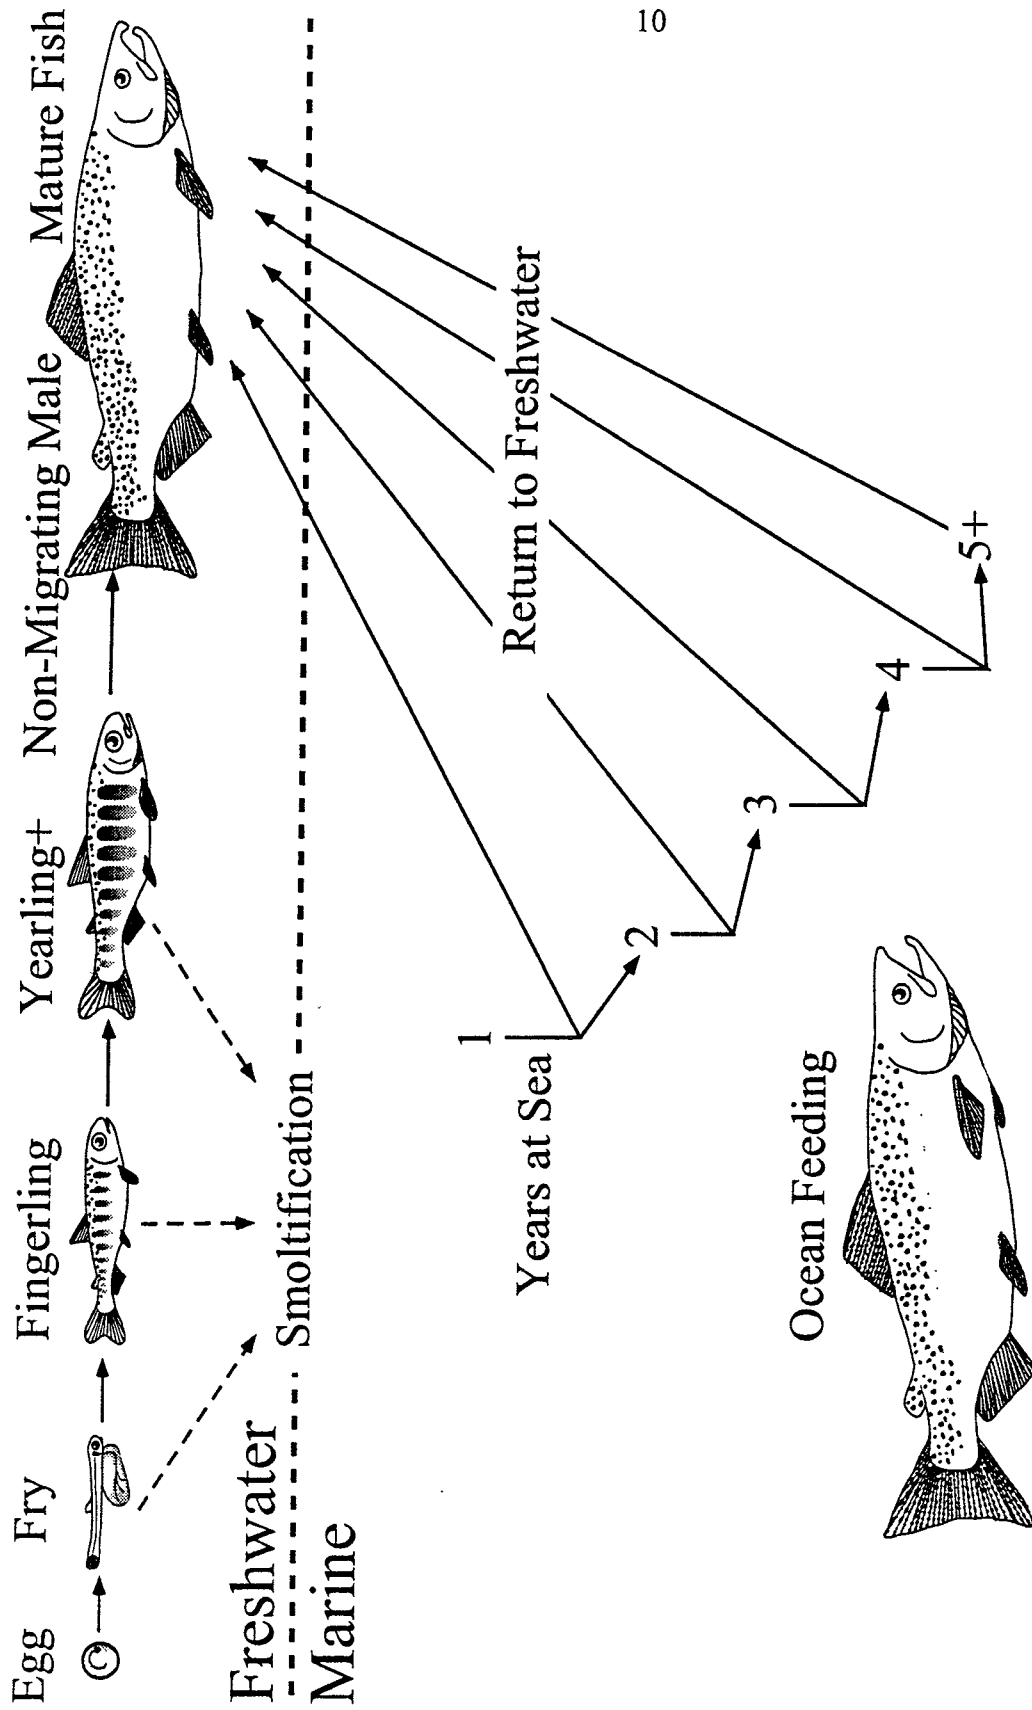 10
Egg
Fry
Fingerling
Yearling+
Non-Migrating Male
Mature Fish
Freshwater
Smoltification
Marine
Years at Sea
1
2
3
4
5+
Return to Freshwater
Ocean Feeding